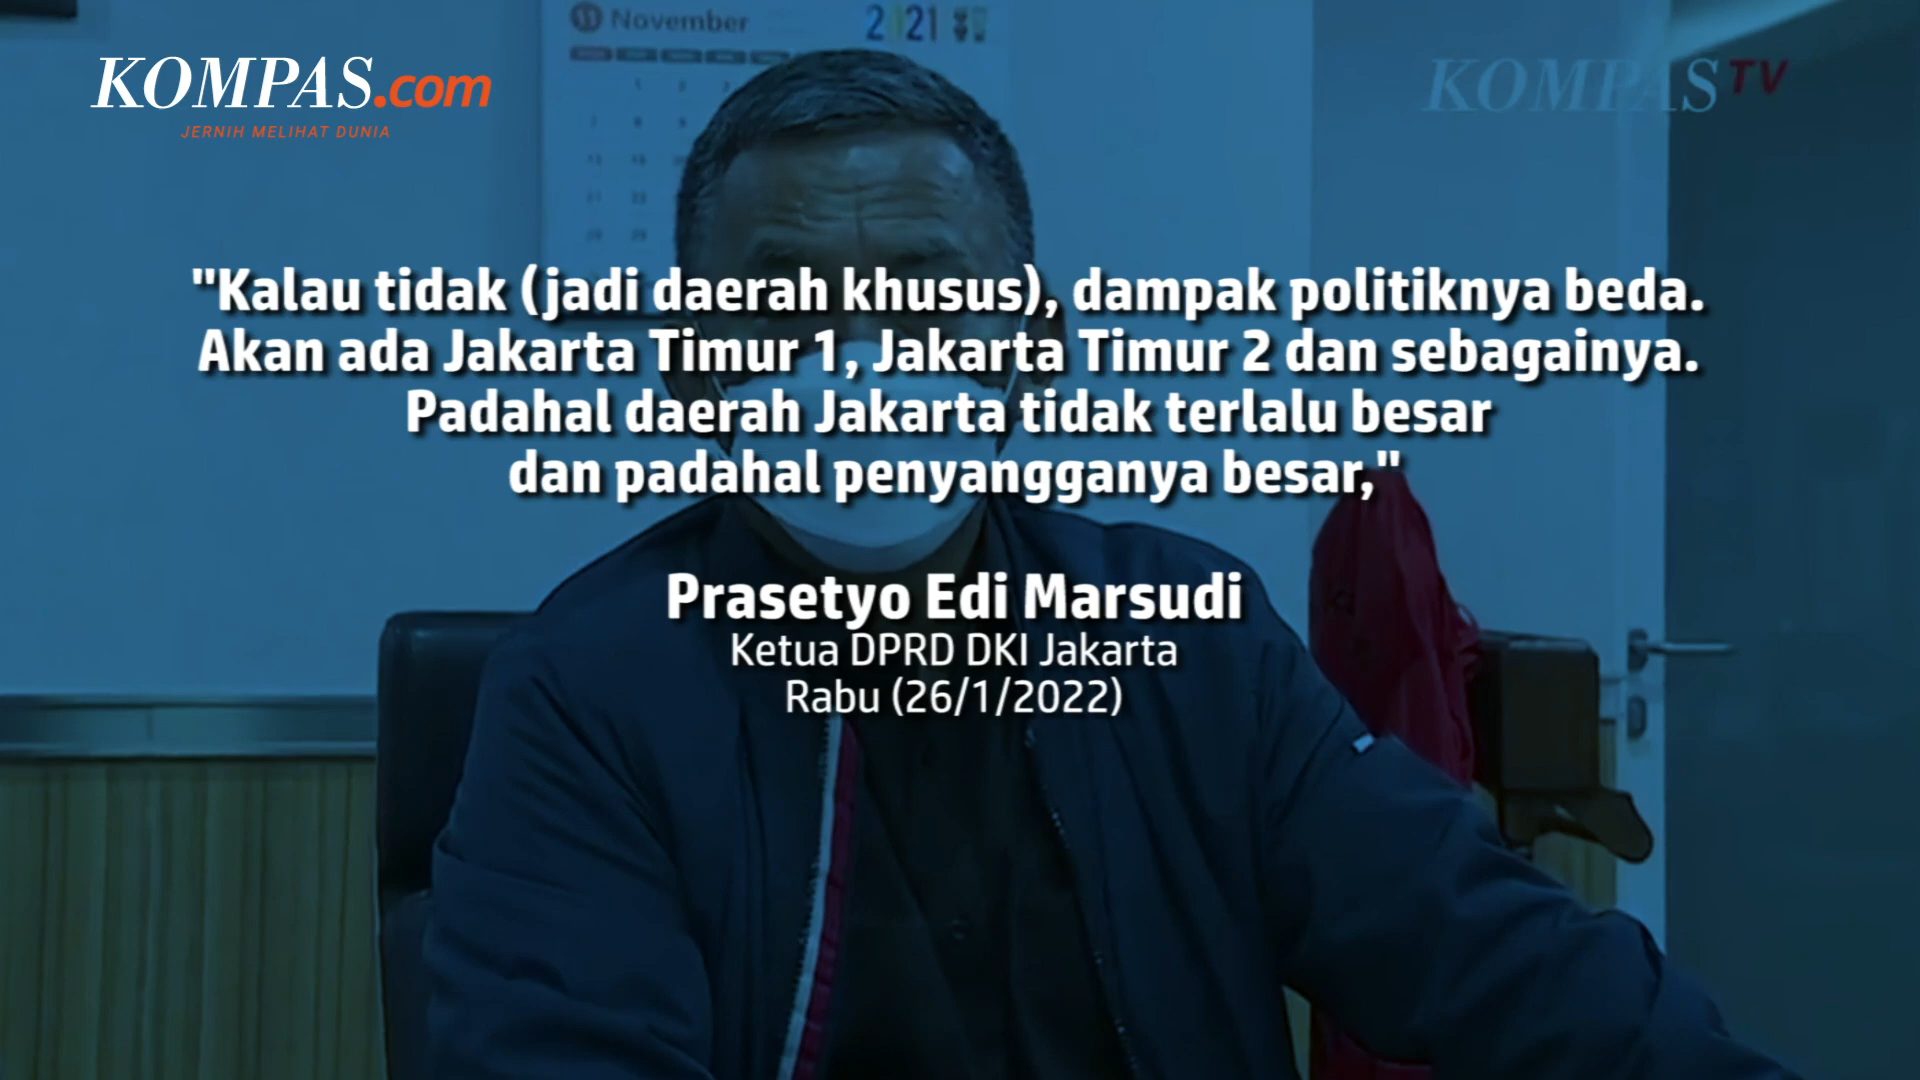 November 2021
KOMPAS.com
JERNIH MELIHAT DUNIA
KOMPAS TV
"Kalau tidak (jadi daerah khusus), dampak politiknya beda.
Akan ada Jakarta Timur 1, Jakarta Timur 2 dan sebagainya.
Padahal daerah Jakarta tidak terlalu besar
dan padahal penyangganya besar,"
Prasetyo Edi Marsudi
Ketua DPRD DKI Jakarta
Rabu (26/1/2022)